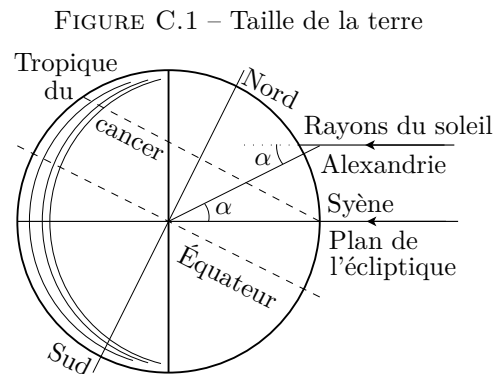 FIGURE C.1 – Taille de la terre
Tropique
du
cancer
Nord
Rayons du soleil
α
Alexandrie
α
Syène
Plan de
l'écliptique
Équateur
Sud